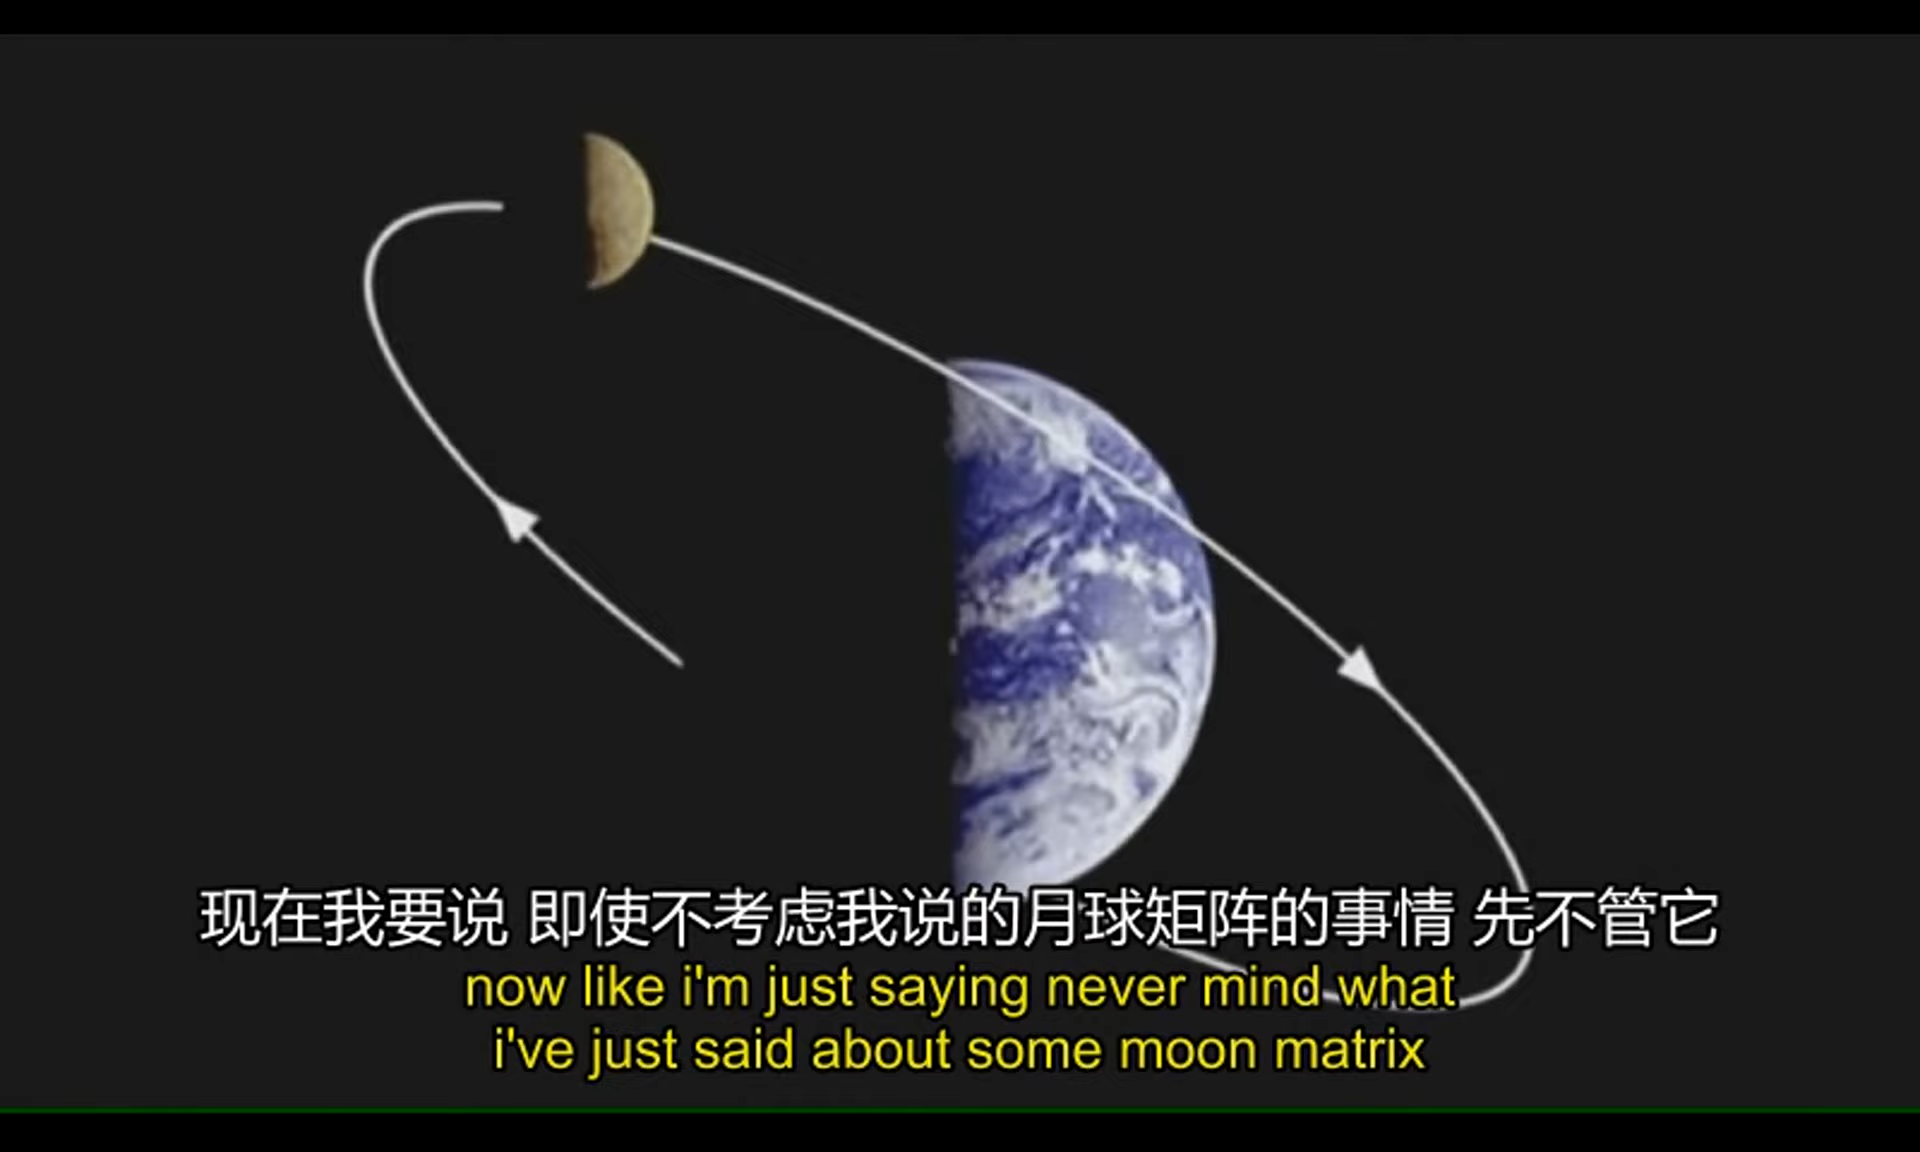 现在我要说 即使不考虑我说的月球矩阵的事情 先不管它
now like i'm just saying never mind what
i've just said about some moon matrix